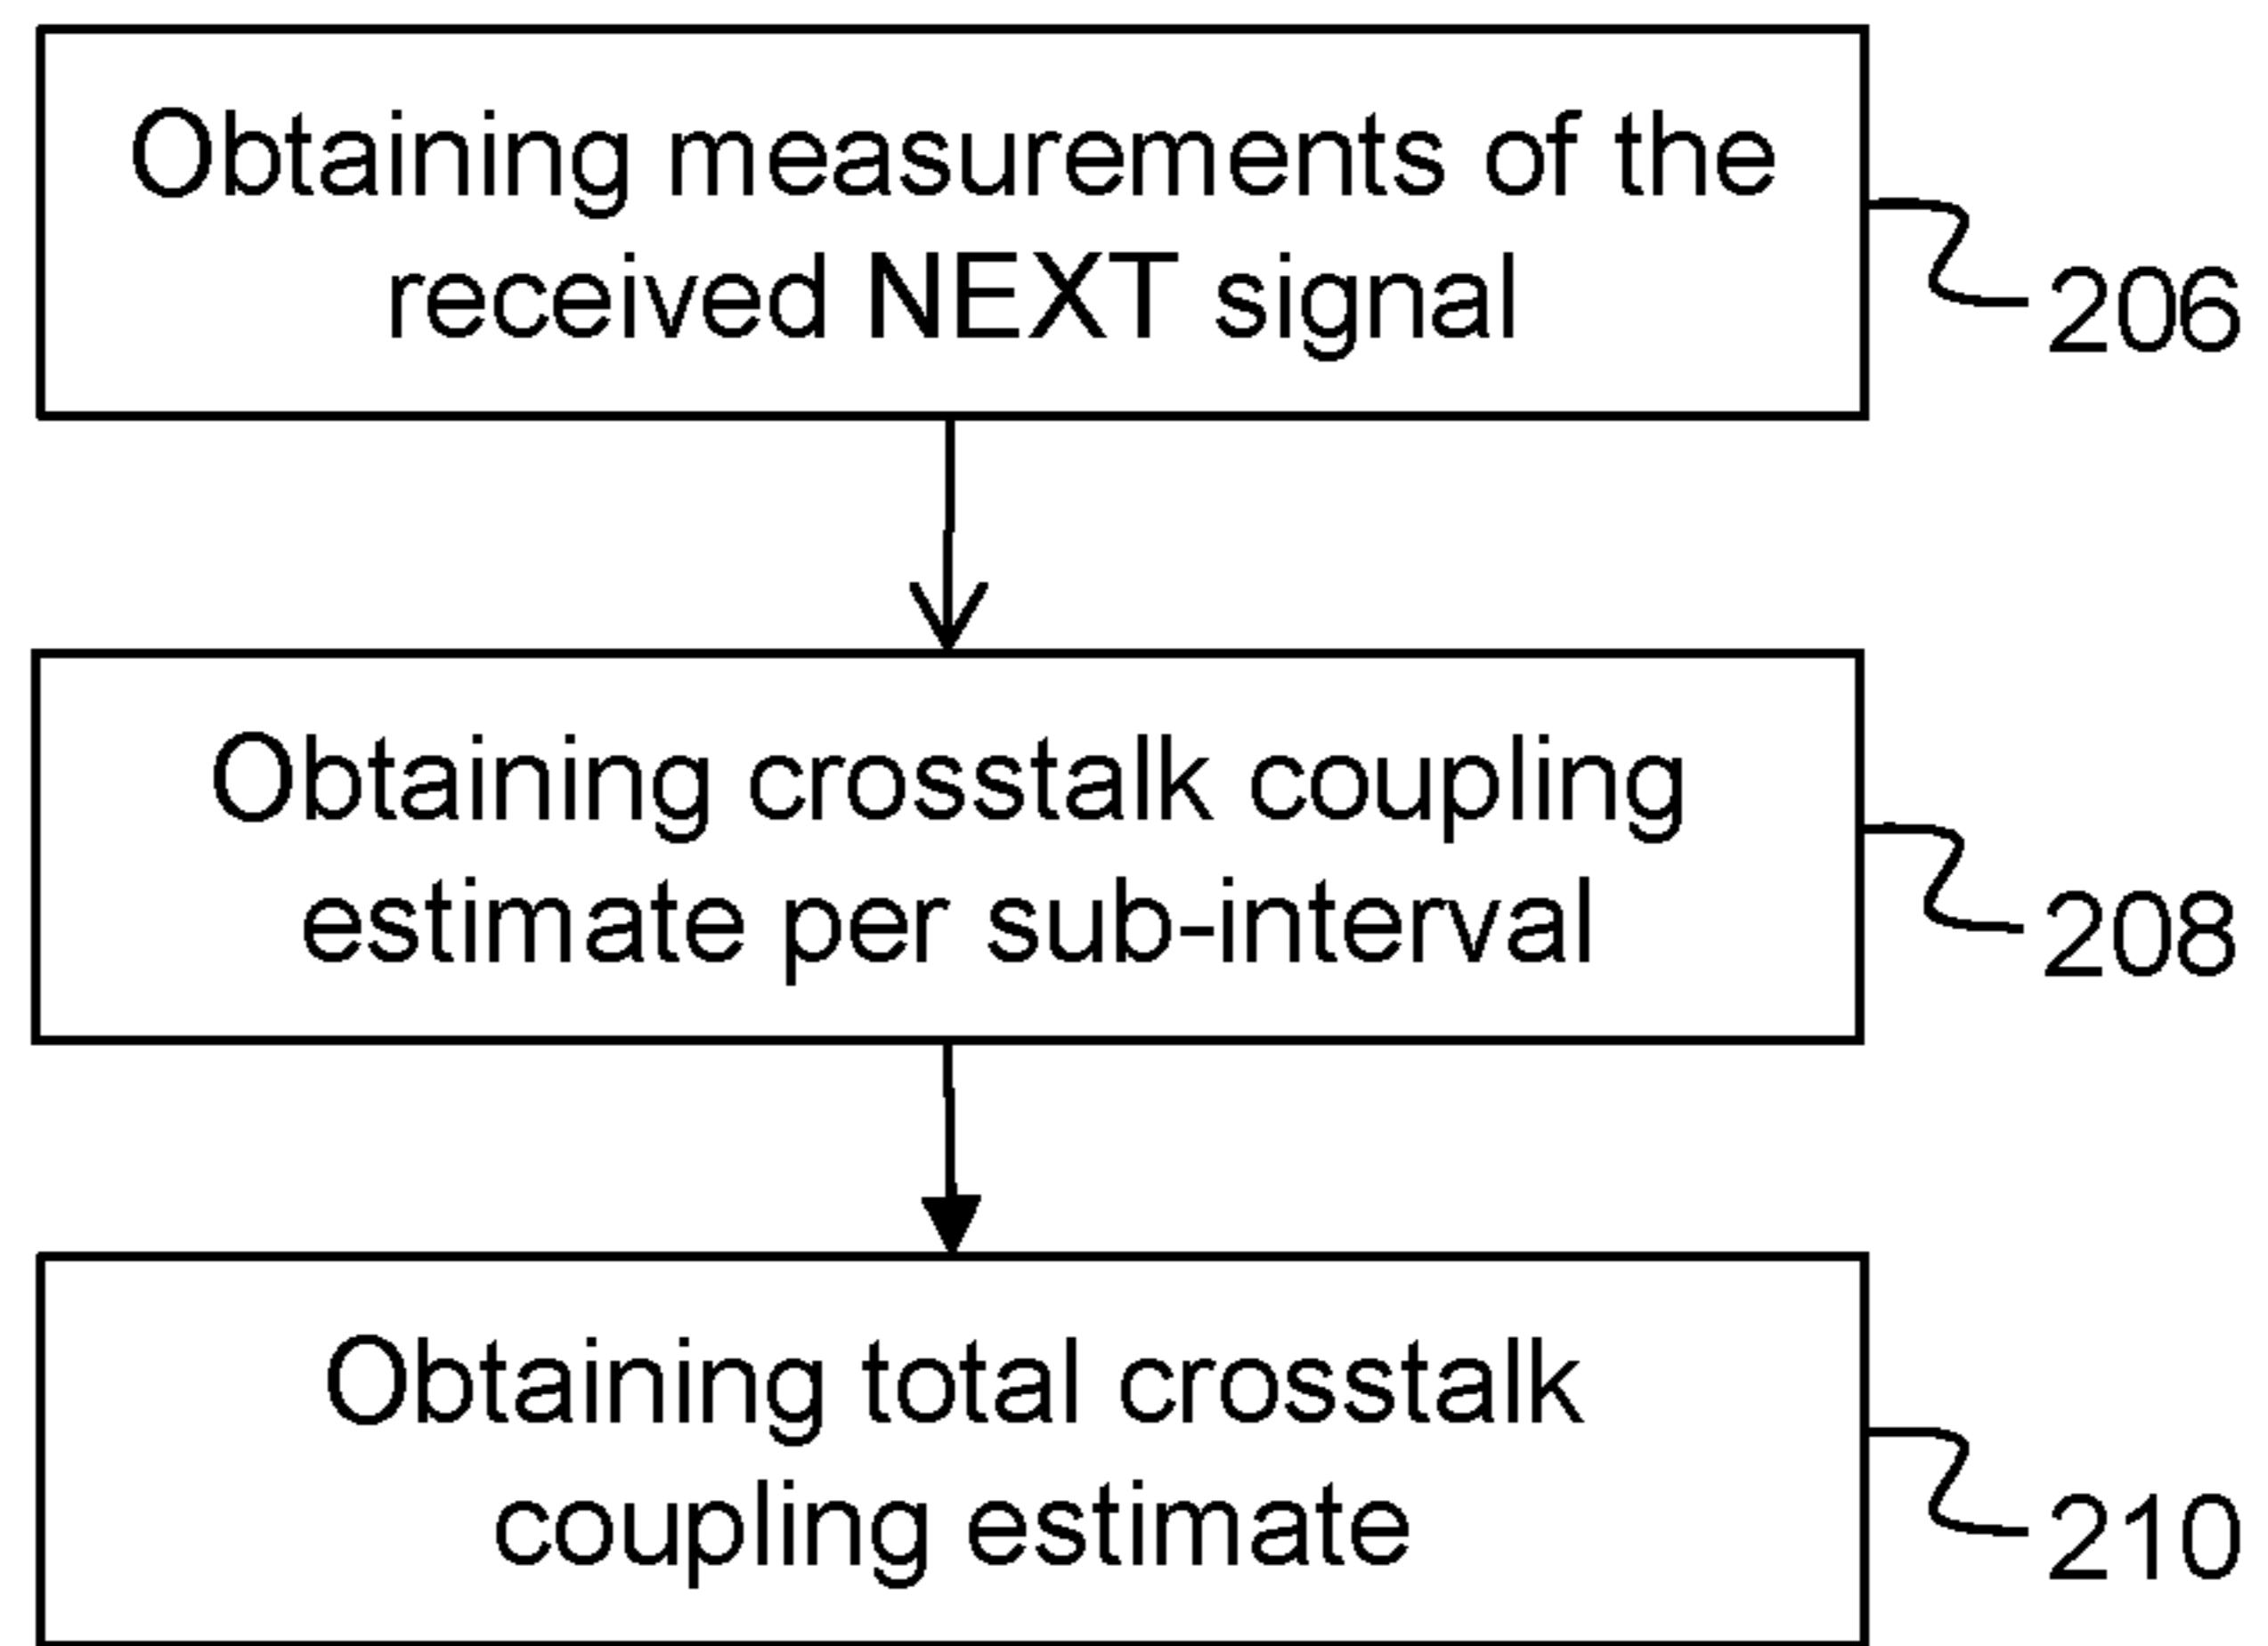 Obtaining measurements of the
received NEXT signal
206
Obtaining crosstalk coupling
estimate per sub-interval
208
Obtaining total crosstalk
coupling estimate
210